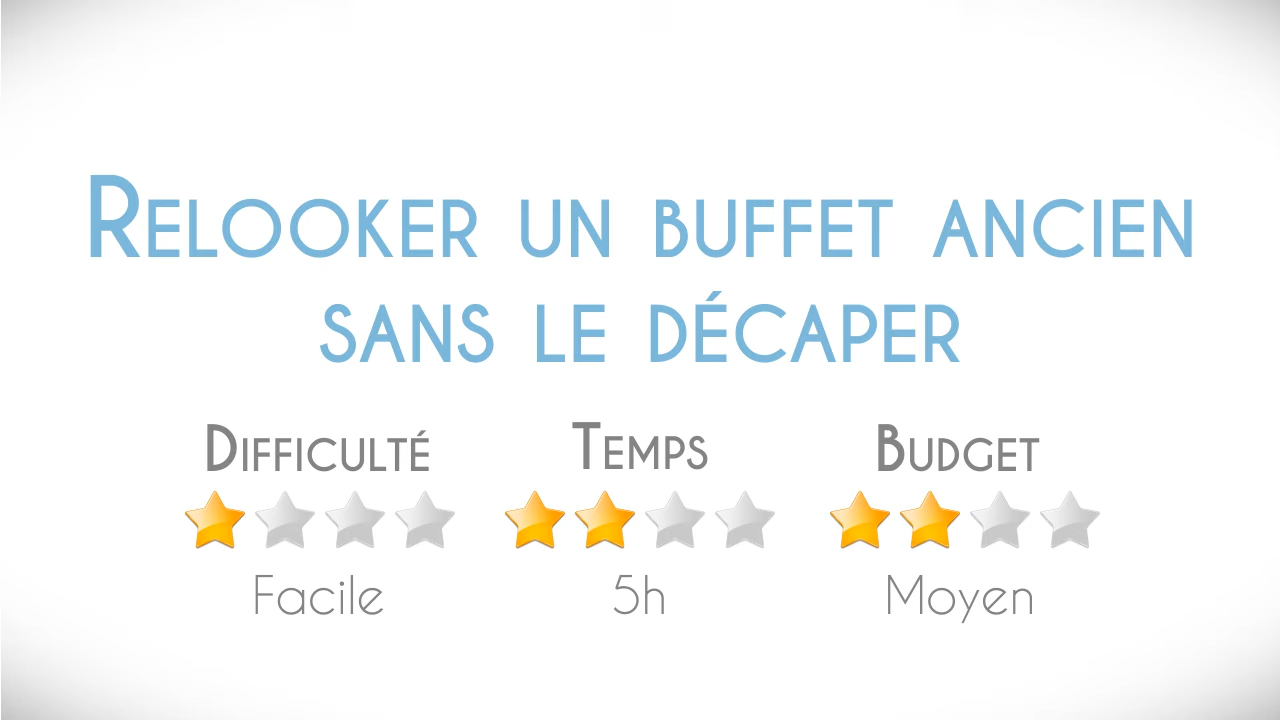 Relooker un buffet ancien
sans le décaper
Difficulté Temps Budget
Facile 5h Moyen